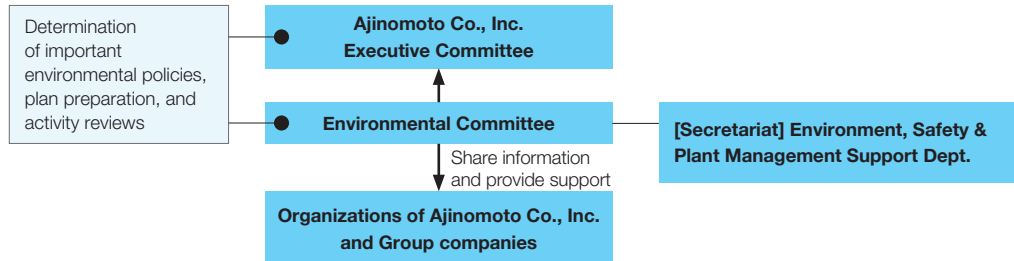 Determination
of important
environmental policies,
plan preparation, and
activity reviews
Ajinomoto Co., Inc.
Executive Committee
Environmental Committee
[Secretariat] Environment, Safety &
Plant Management Support Dept.
Share information
and provide support
Organizations of Ajinomoto Co., Inc.
and Group companies